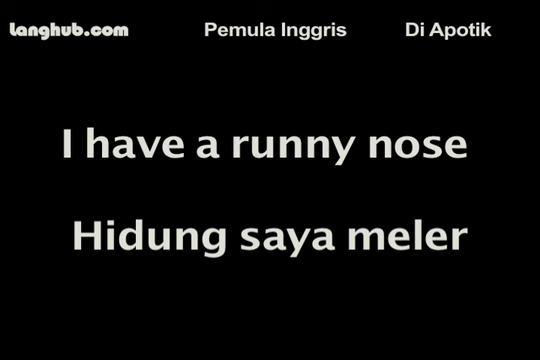 Langhub.com Pemula Inggris Di Apotik
I have a runny nose
Hidung saya meler